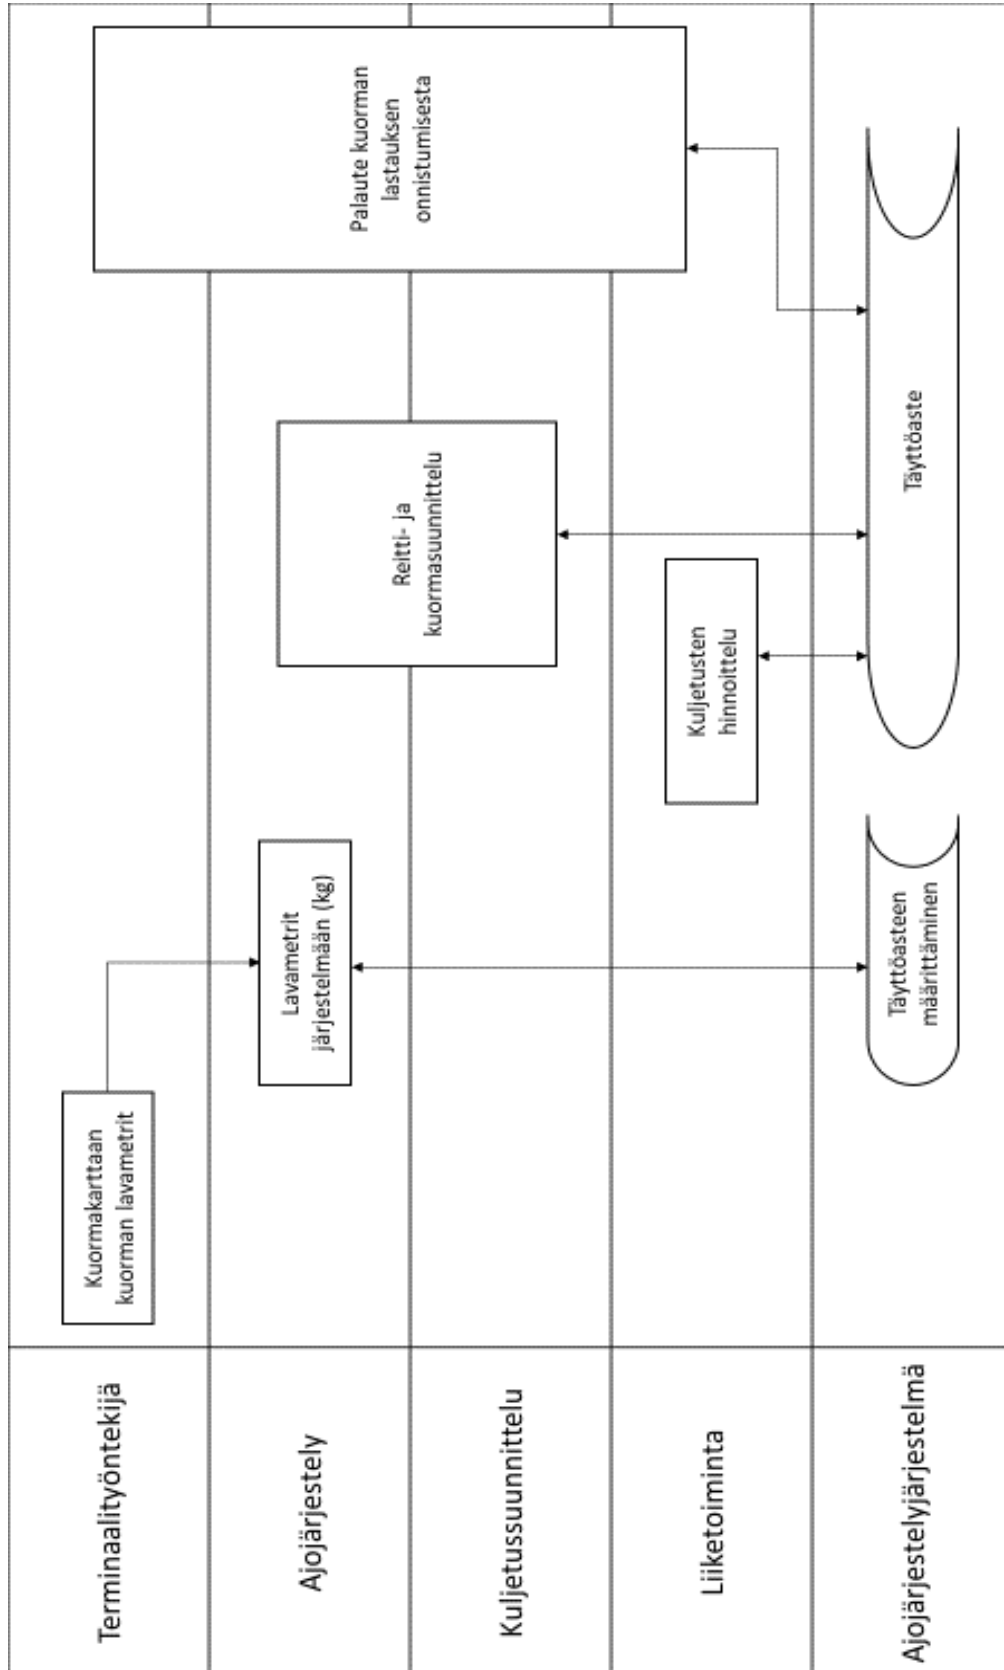 Terminaalityöntekijä
Kuormakarttaan
kuorman lavametrit
Ajojärjestely
Lavametrit
järjestelmään (kg)
Kuljetussuunnittelu
Reitti- ja
kuormasuunnittelu
Palaute kuorman
lastauksen
onnistumisesta
Liiketoiminta
Kuljetusten
hinnoittelu
Ajojärjestelyjärjestelmä
Täyttöasteen
määrittäminen
Täyttöaste